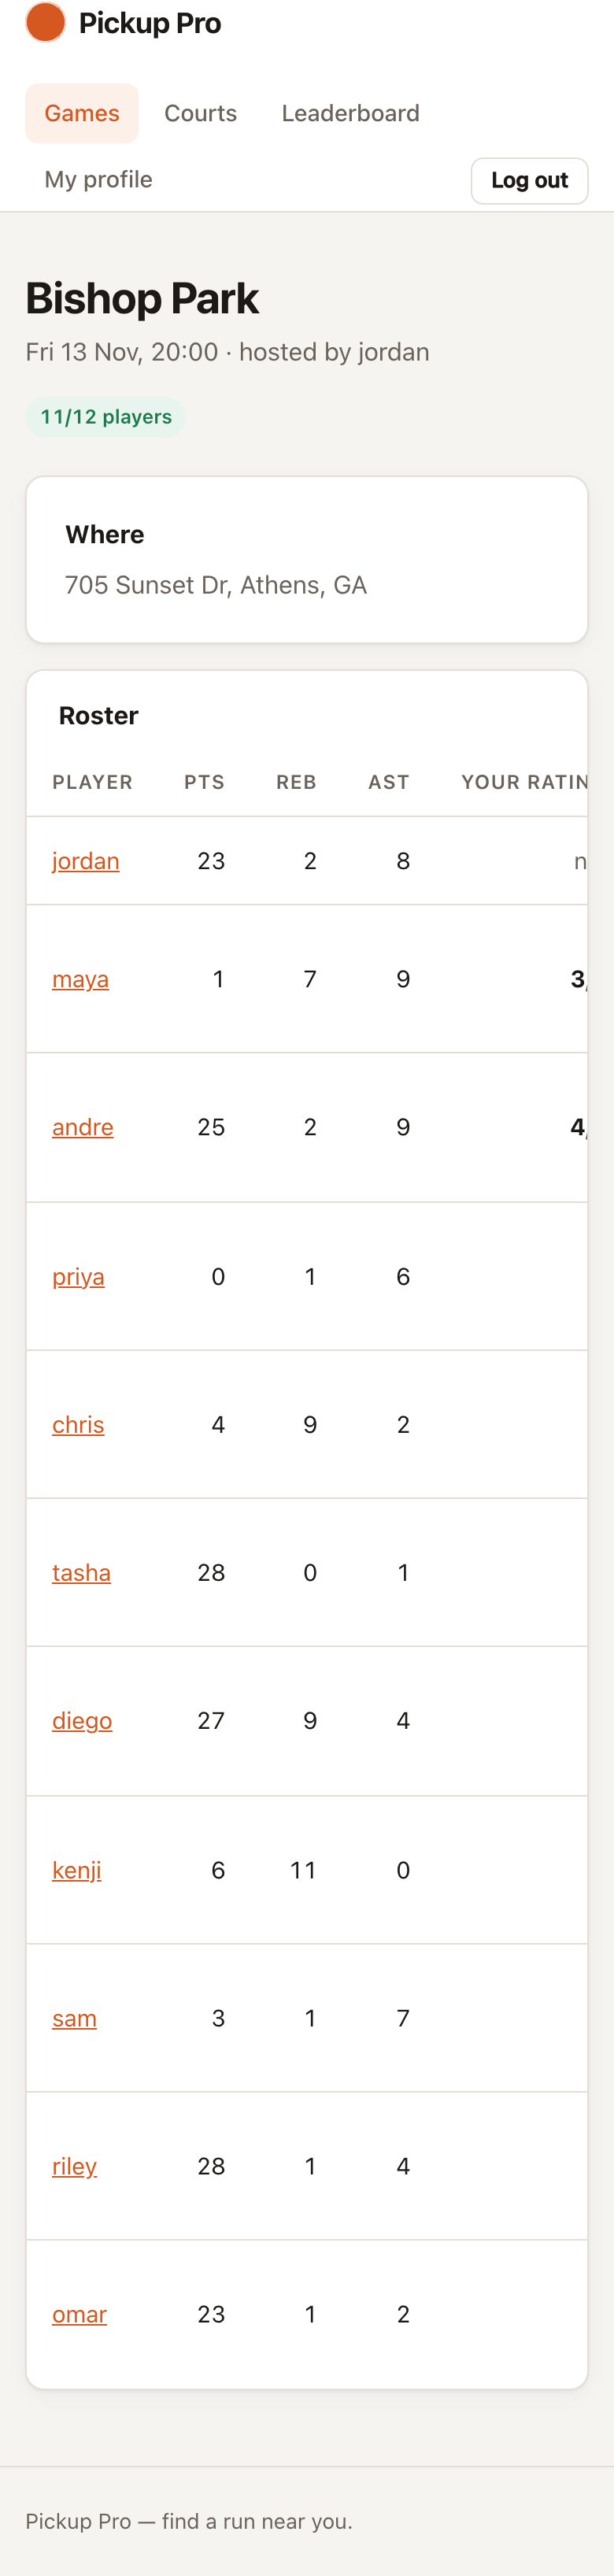 Pickup Pro
Games Courts Leaderboard
My profile Log out
Bishop Park
Fri 13 Nov, 20:00 · hosted by jordan
11/12 players
Where
705 Sunset Dr, Athens, GA
Roster
PLAYER PTS REB AST YOUR RATIN
jordan 23 2 8 n
maya 1 7 9 3,
andre 25 2 9 4,
priya 0 1 6
chris 4 9 2
tasha 28 0 1
diego 27 9 4
kenji 6 11 0
sam 3 1 7
riley 28 1 4
omar 23 1 2
Pickup Pro — find a run near you.